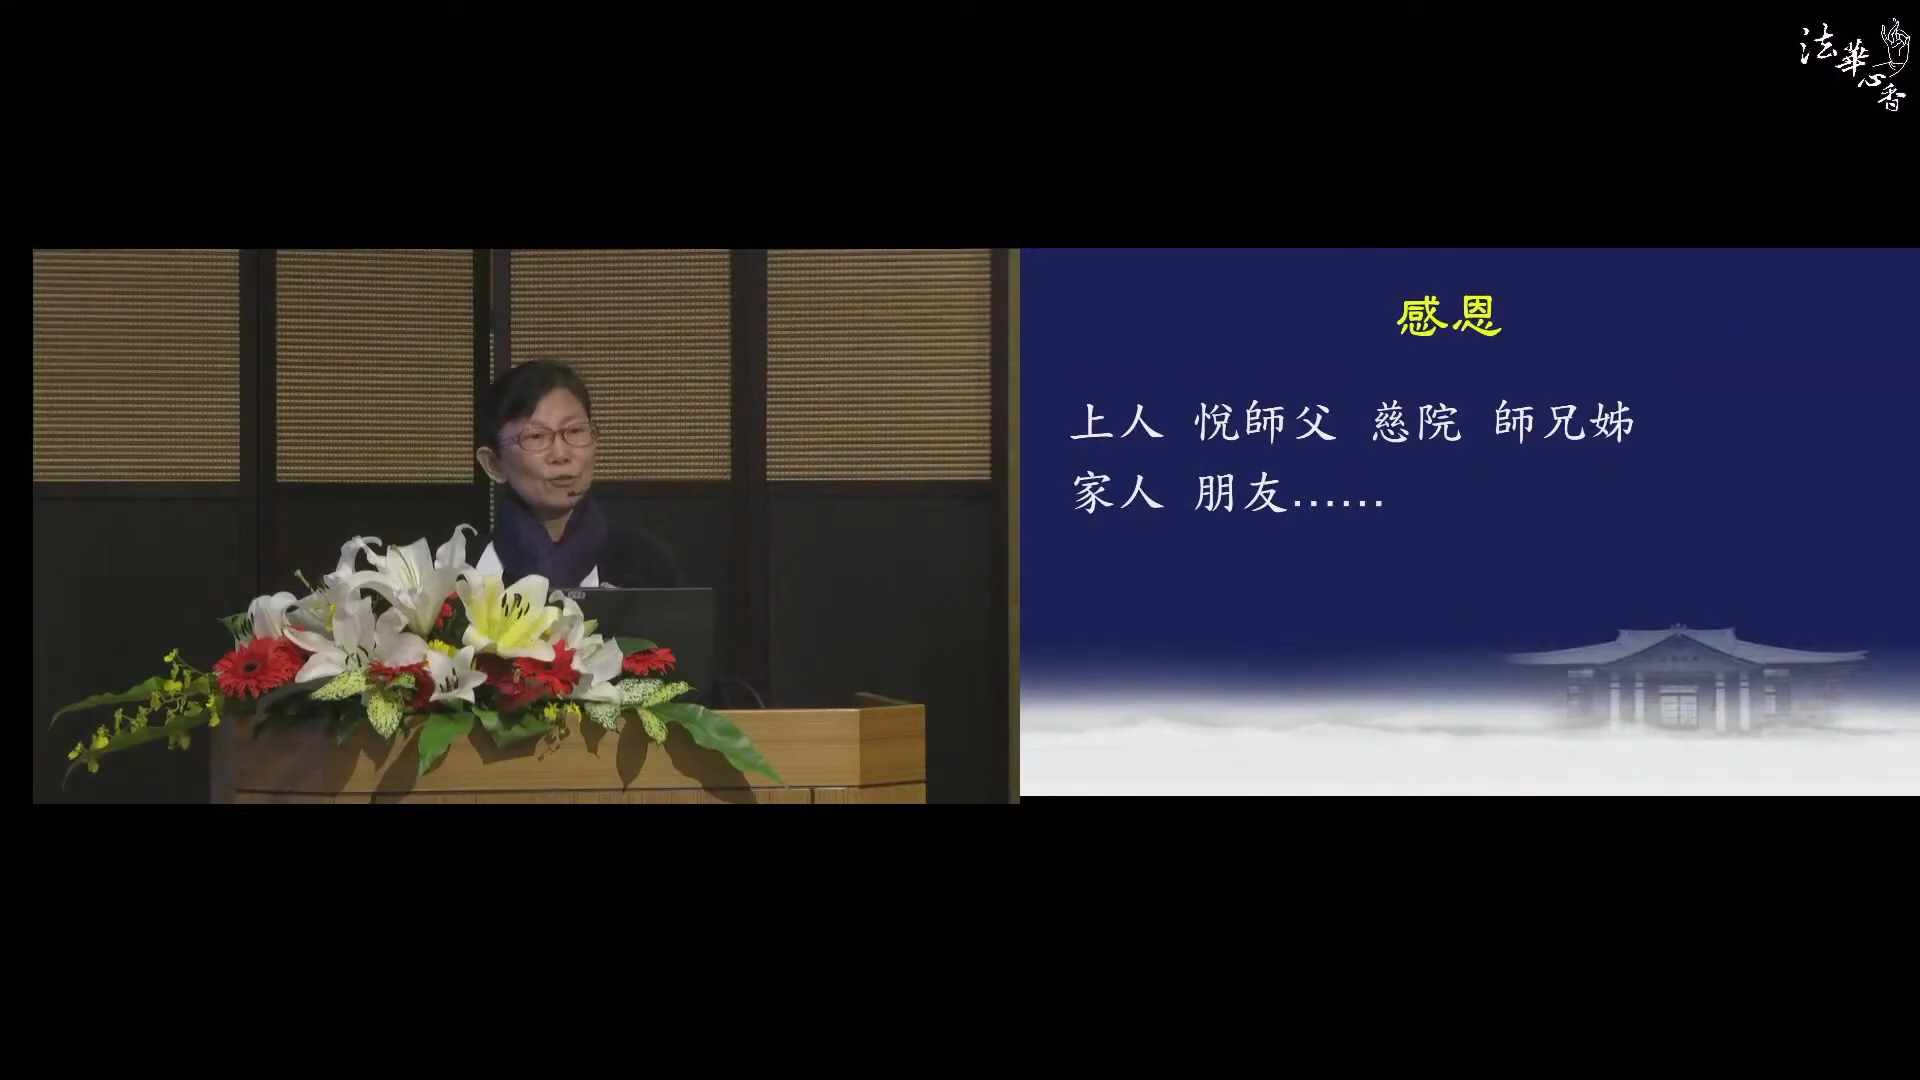 法華心香
感恩
上人 悅師父 慈院 師兄姊
家人 朋友……